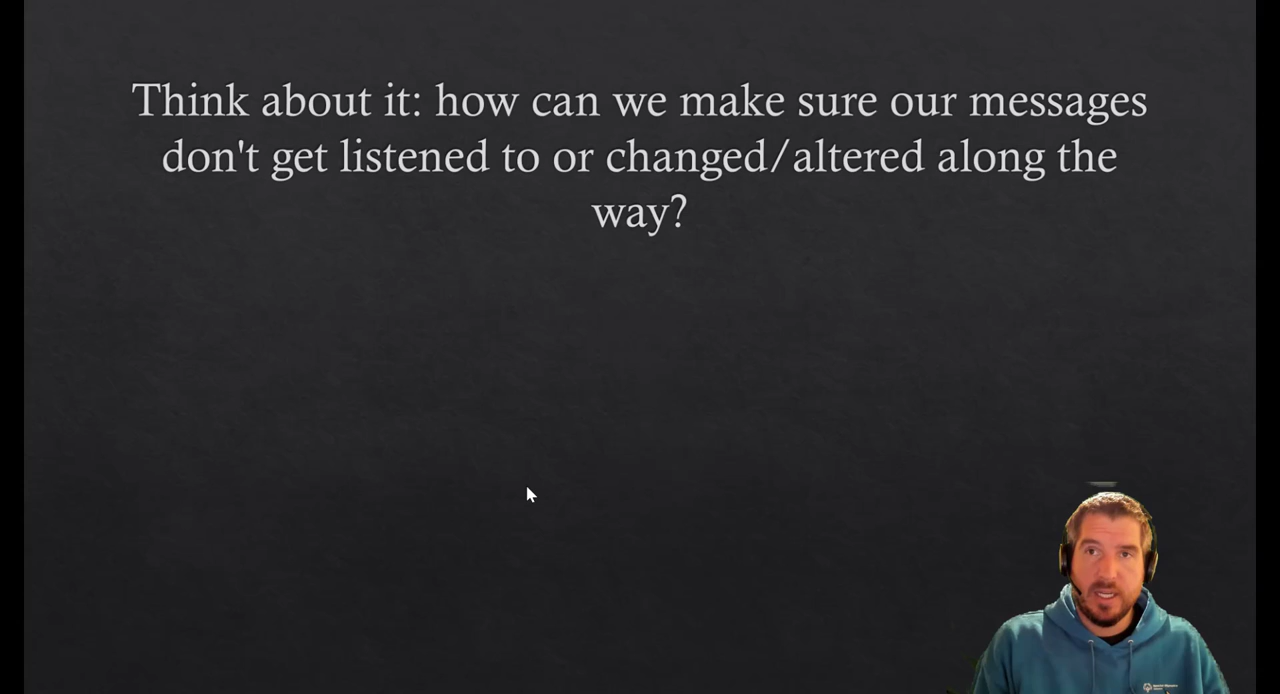 Think about it: how can we make sure our messages
don't get listened to or changed/altered along the
way?